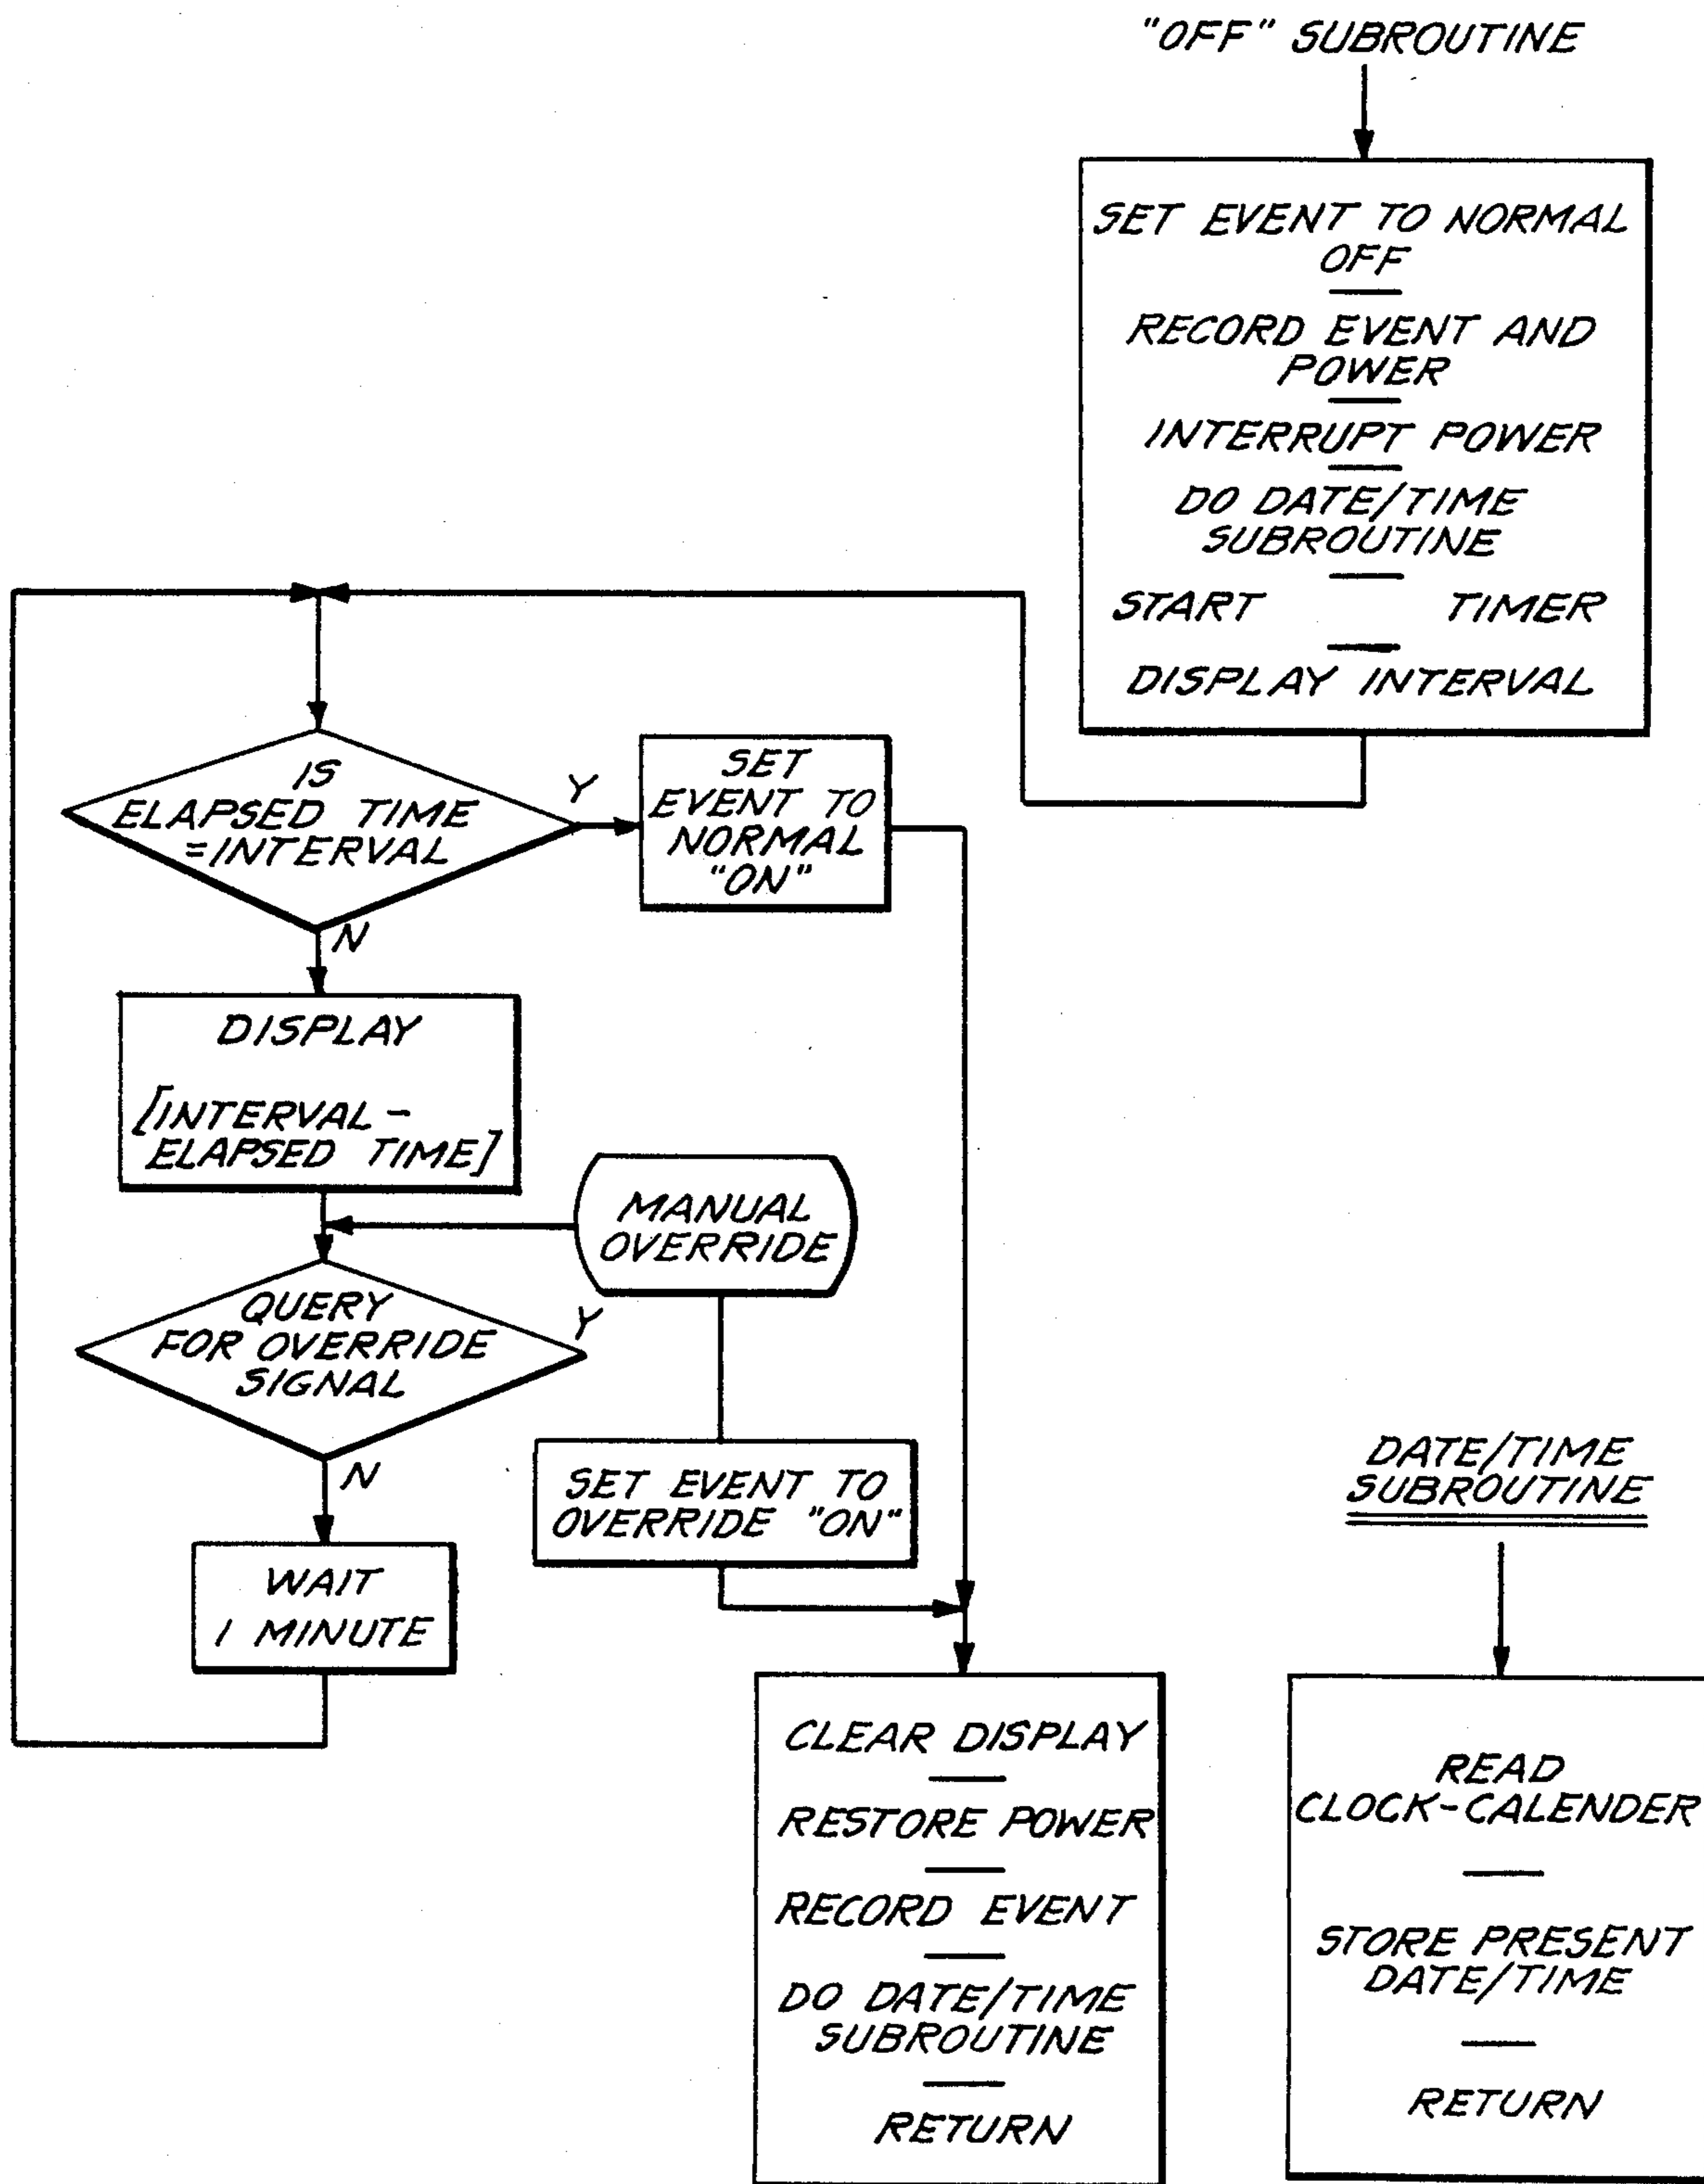 "OFF" SUBROUTINE
SET EVENT TO NORMAL
OFF
RECORD EVENT AND
POWER
INTERRUPT POWER
DO DATE/TIME
SUBROUTINE
START TIMER
DISPLAY INTERVAL
IS
ELAPSED TIME
=INTERVAL
Y
N
SET
EVENT TO
NORMAL
"ON"
DISPLAY
[INTERVAL -
ELAPSED TIME]
MANUAL
OVERRIDE
QUERY
FOR OVERRIDE
SIGNAL
Y
N
SET EVENT TO
OVERRIDE "ON"
WAIT
1 MINUTE
CLEAR DISPLAY
RESTORE POWER
RECORD EVENT
DO DATE/TIME
SUBROUTINE
RETURN
DATE/TIME
SUBROUTINE
READ
CLOCK-CALENDER
STORE PRESENT
DATE/TIME
RETURN